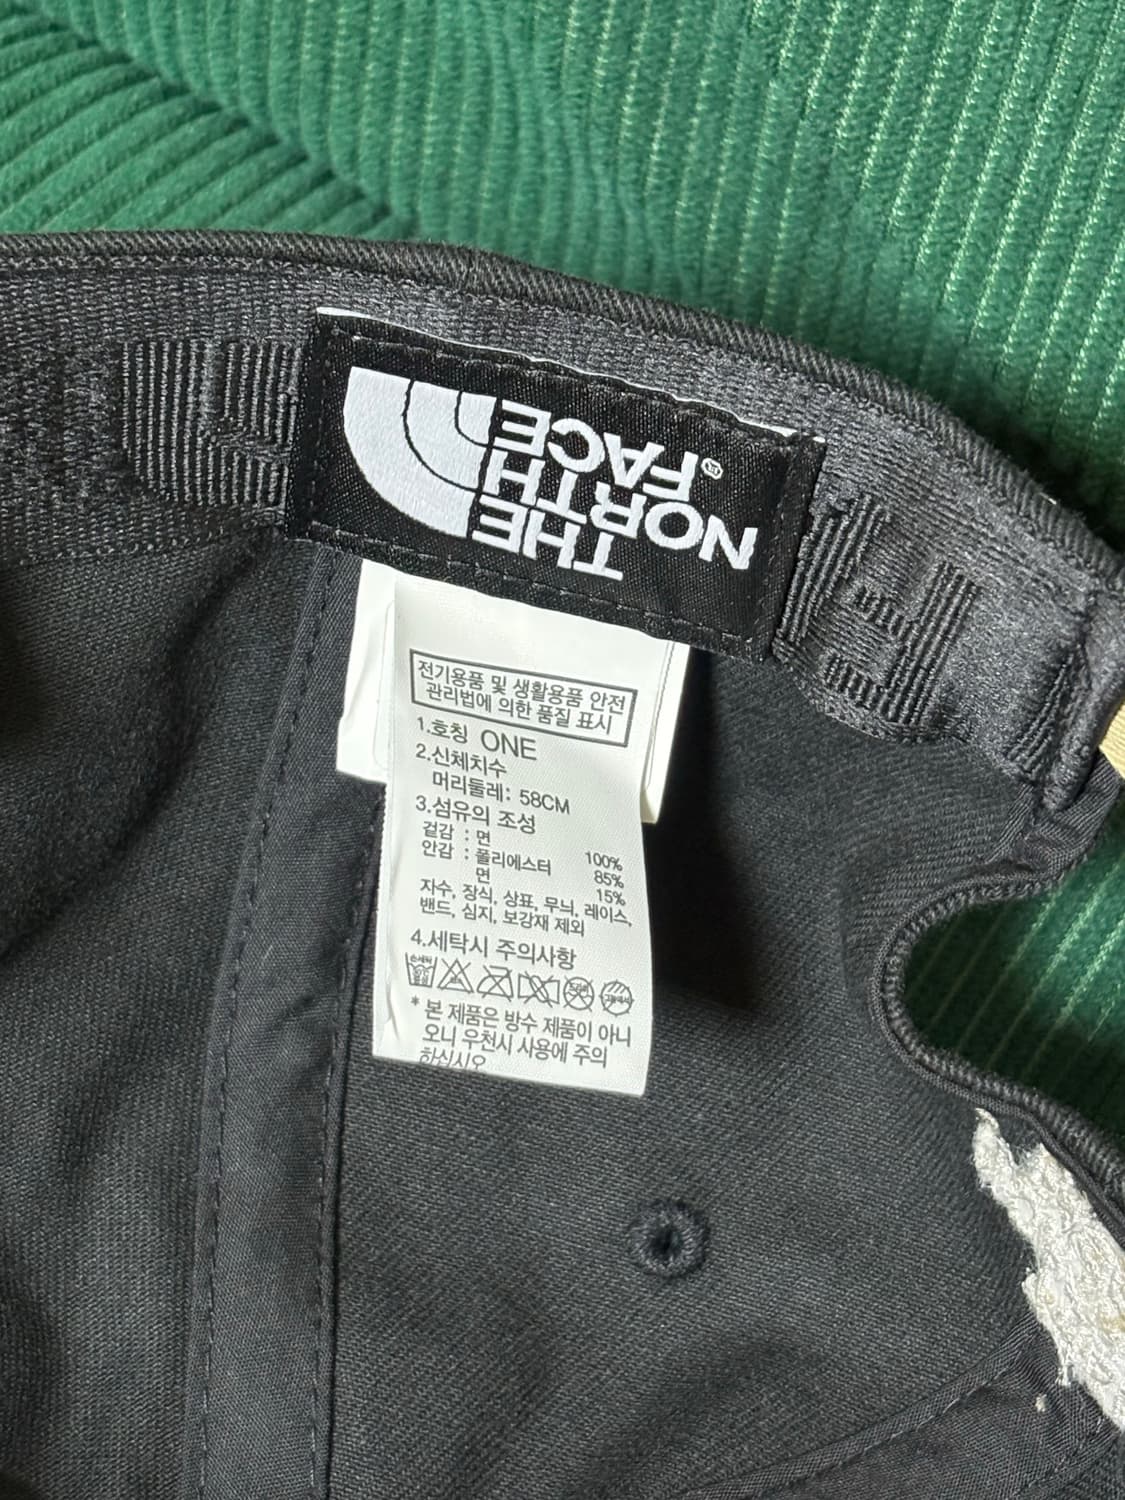 THE
NORTH
FACE®
전기용품 및 생활용품 안전
관리법에 의한 품질 표시
1.호칭 ONE
2.신체치수
머리둘레: 58CM
3.섬유의 조성
겉감 : 면 100%
안감 : 폴리에스터 85%
면 15%
자수, 장식, 상표, 무늬, 레이스,
밴드, 심지, 보강재 제외
4.세탁시 주의사항
* 본 제품은 방수 제품이 아니
오니 우천시 사용에 주의
하십시오